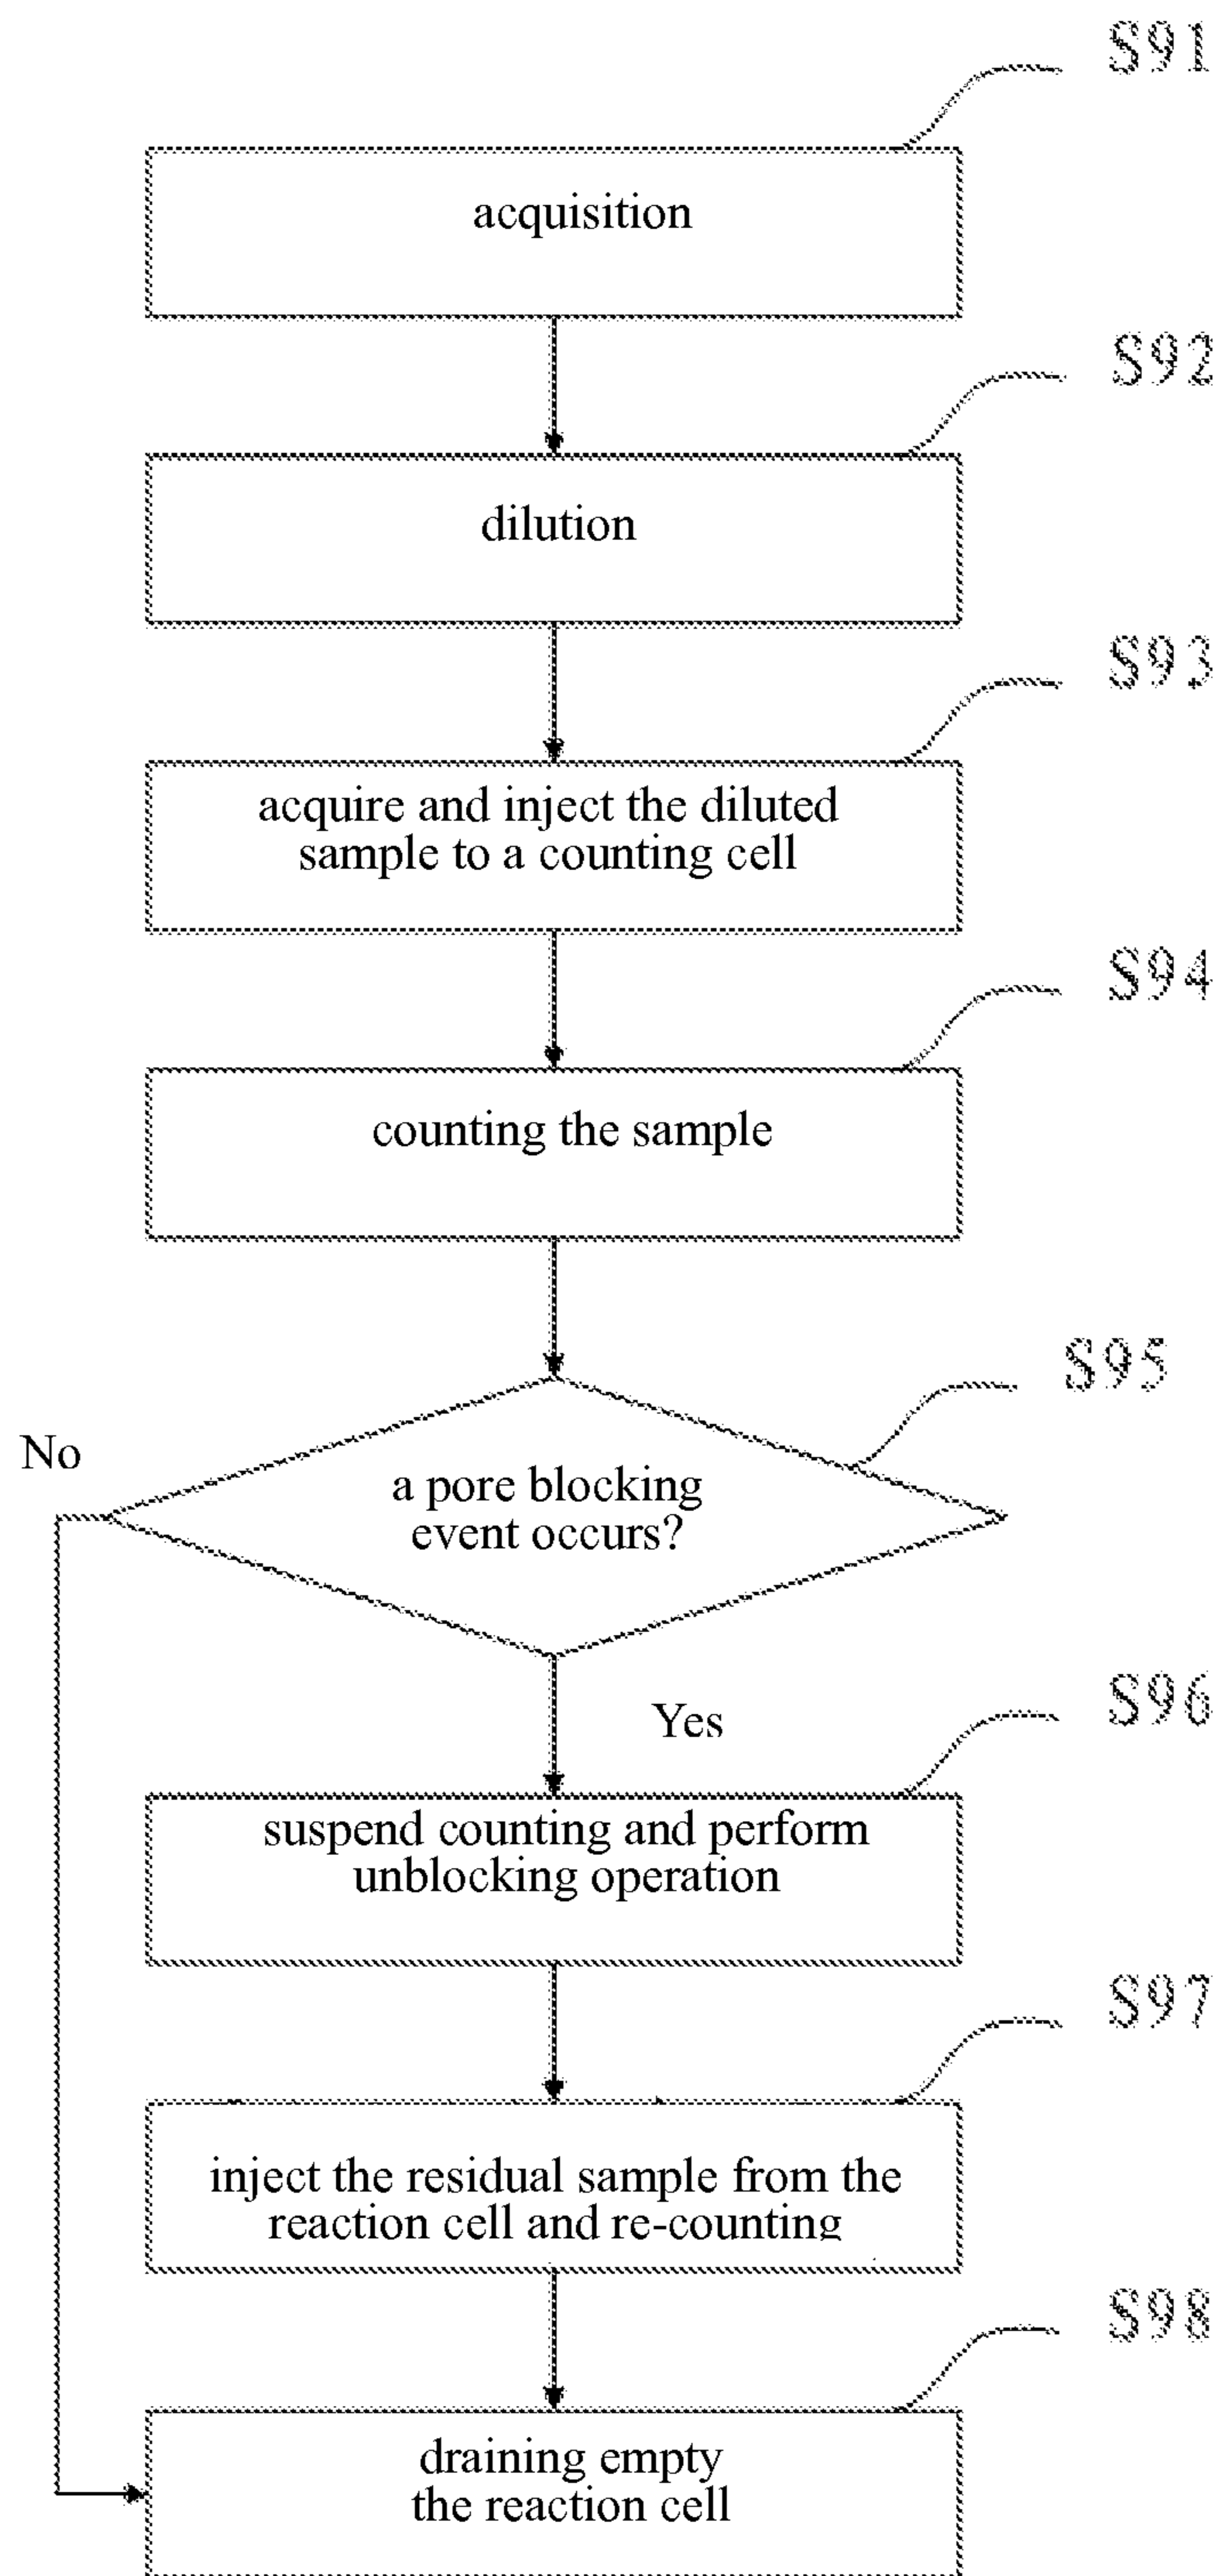 S91
acquisition
S92
dilution
S93
acquire and inject the diluted
sample to a counting cell
S94
counting the sample
S95
No
a pore blocking
event occurs?
Yes
S96
suspend counting and perform
unblocking operation
S97
inject the residual sample from the
reaction cell and re-counting
S98
draining empty
the reaction cell